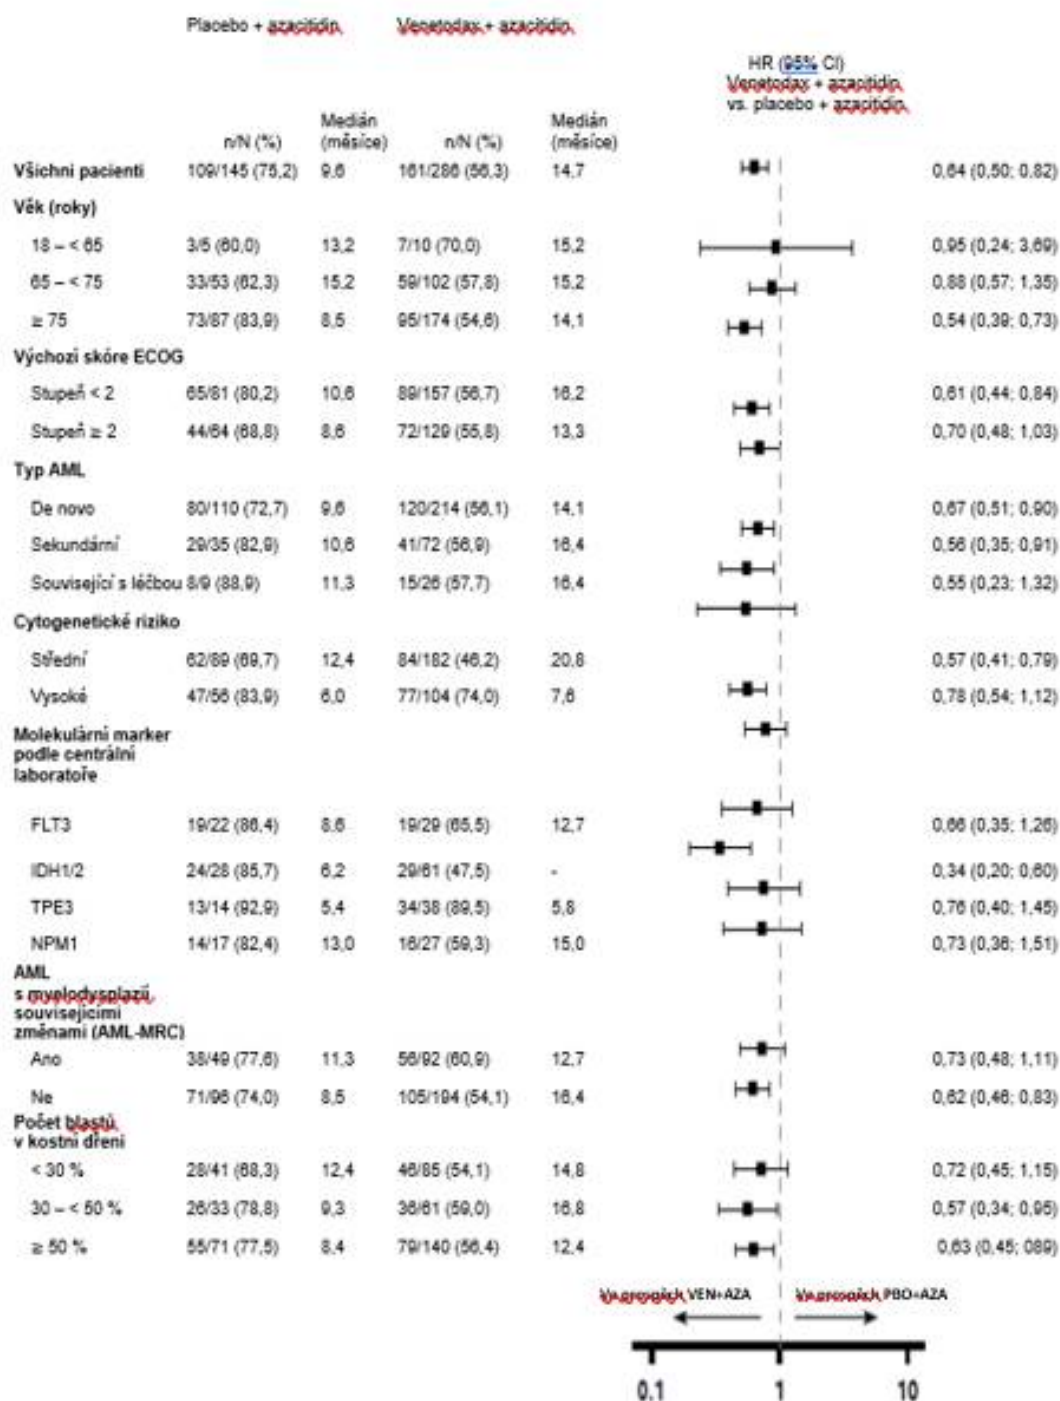 Placebo + azacitidin Venetodax + azacitidin
HR (95% CI)
Venetodax + azacitidin
vs. placebo + azacitidin
n/N (%) Medián (měsíce) n/N (%) Medián (měsíce)
Všichni pacienti 109/145 (75,2) 9,6 161/286 (56,3) 14,7 0,64 (0,50; 0,82)
Věk (roky)
18 – < 65 3/5 (60,0) 13,2 7/10 (70,0) 15,2 0,95 (0,24; 3,69)
65 – < 75 33/53 (62,3) 15,2 59/102 (57,8) 15,2 0,88 (0,57; 1,35)
≥ 75 73/87 (83,9) 8,5 95/174 (54,6) 14,1 0,54 (0,39; 0,73)
Výchozí skóre ECOG
Stupeň < 2 65/81 (80,2) 10,6 89/157 (56,7) 16,2 0,61 (0,44; 0,84)
Stupeň ≥ 2 44/64 (68,8) 8,6 72/129 (55,8) 13,3 0,70 (0,48; 1,03)
Typ AML
De novo 80/110 (72,7) 9,6 120/214 (56,1) 14,1 0,67 (0,51; 0,90)
Sekundární 29/35 (82,9) 10,6 41/72 (56,9) 16,4 0,56 (0,35; 0,91)
Související s léčbou 8/9 (88,9) 11,3 15/26 (57,7) 16,4 0,55 (0,23; 1,32)
Cytogenetické riziko
Střední 62/89 (69,7) 12,4 84/182 (46,2) 20,8 0,57 (0,41; 0,79)
Vysoké 47/56 (83,9) 6,0 77/104 (74,0) 7,6 0,78 (0,54; 1,12)
Molekulární marker
podle centrální
laboratoře
FLT3 19/22 (86,4) 8,6 19/29 (65,5) 12,7 0,66 (0,35; 1,26)
IDH1/2 24/28 (85,7) 6,2 29/61 (47,5) - 0,34 (0,20; 0,60)
TPE3 13/14 (92,9) 5,4 34/38 (89,5) 5,8 0,76 (0,40; 1,45)
NPM1 14/17 (82,4) 13,0 16/27 (59,3) 15,0 0,73 (0,36; 1,51)
AML
s myelodysplazií
souvisejícími
změnami (AML-MRC)
Ano 38/49 (77,6) 11,3 56/92 (60,9) 12,7 0,73 (0,48; 1,11)
Ne 71/96 (74,0) 8,5 105/194 (54,1) 16,4 0,62 (0,46; 0,83)
Počet blastů
v kostní dřeni
< 30 % 28/41 (68,3) 12,4 46/85 (54,1) 14,8 0,72 (0,45; 1,15)
30 – < 50 % 26/33 (78,8) 9,3 36/61 (59,0) 16,8 0,57 (0,34; 0,95)
≥ 50 % 55/71 (77,5) 8,4 79/140 (56,4) 12,4 0,63 (0,45; 089)
Ve prospěch VEN+AZA Ve prospěch PBO+AZA
0.1 1 10